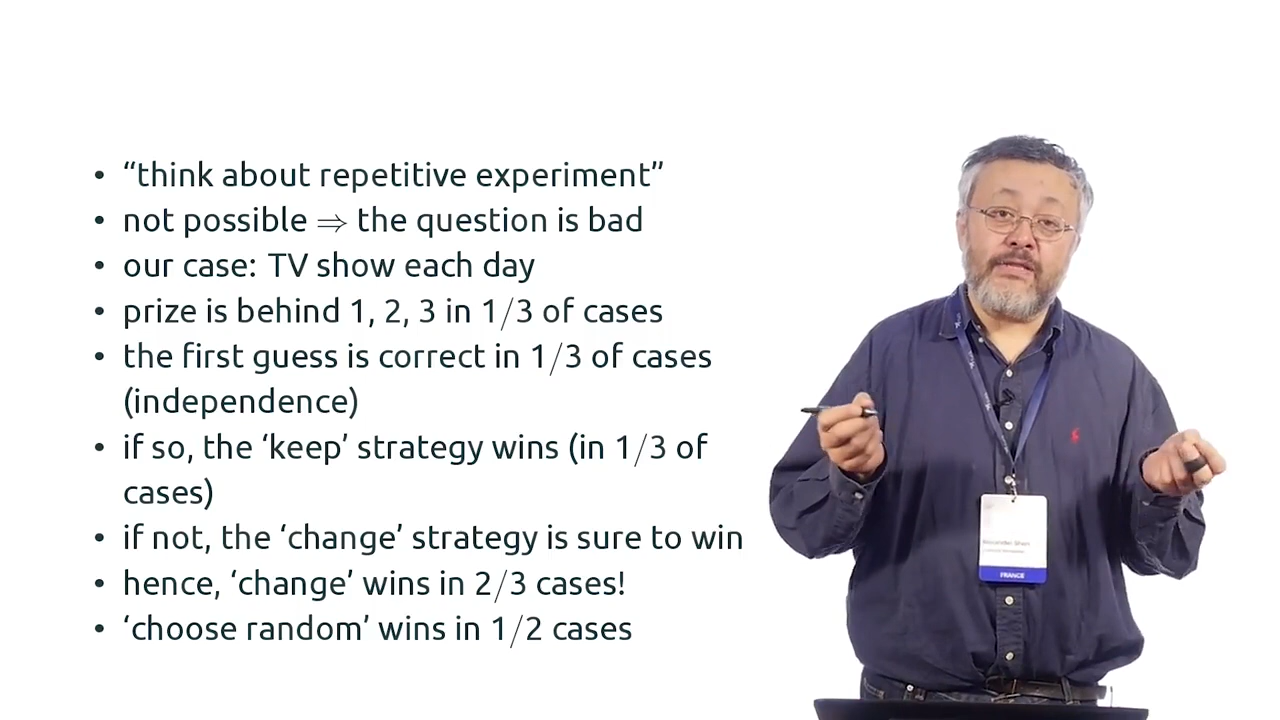 • “think about repetitive experiment”
• not possible ⇒ the question is bad
• our case: TV show each day
• prize is behind 1, 2, 3 in 1/3 of cases
• the first guess is correct in 1/3 of cases
(independence)
• if so, the ‘keep’ strategy wins (in 1/3 of
cases)
• if not, the ‘change’ strategy is sure to win
• hence, ‘change’ wins in 2/3 cases!
• ‘choose random’ wins in 1/2 cases
FRANCE